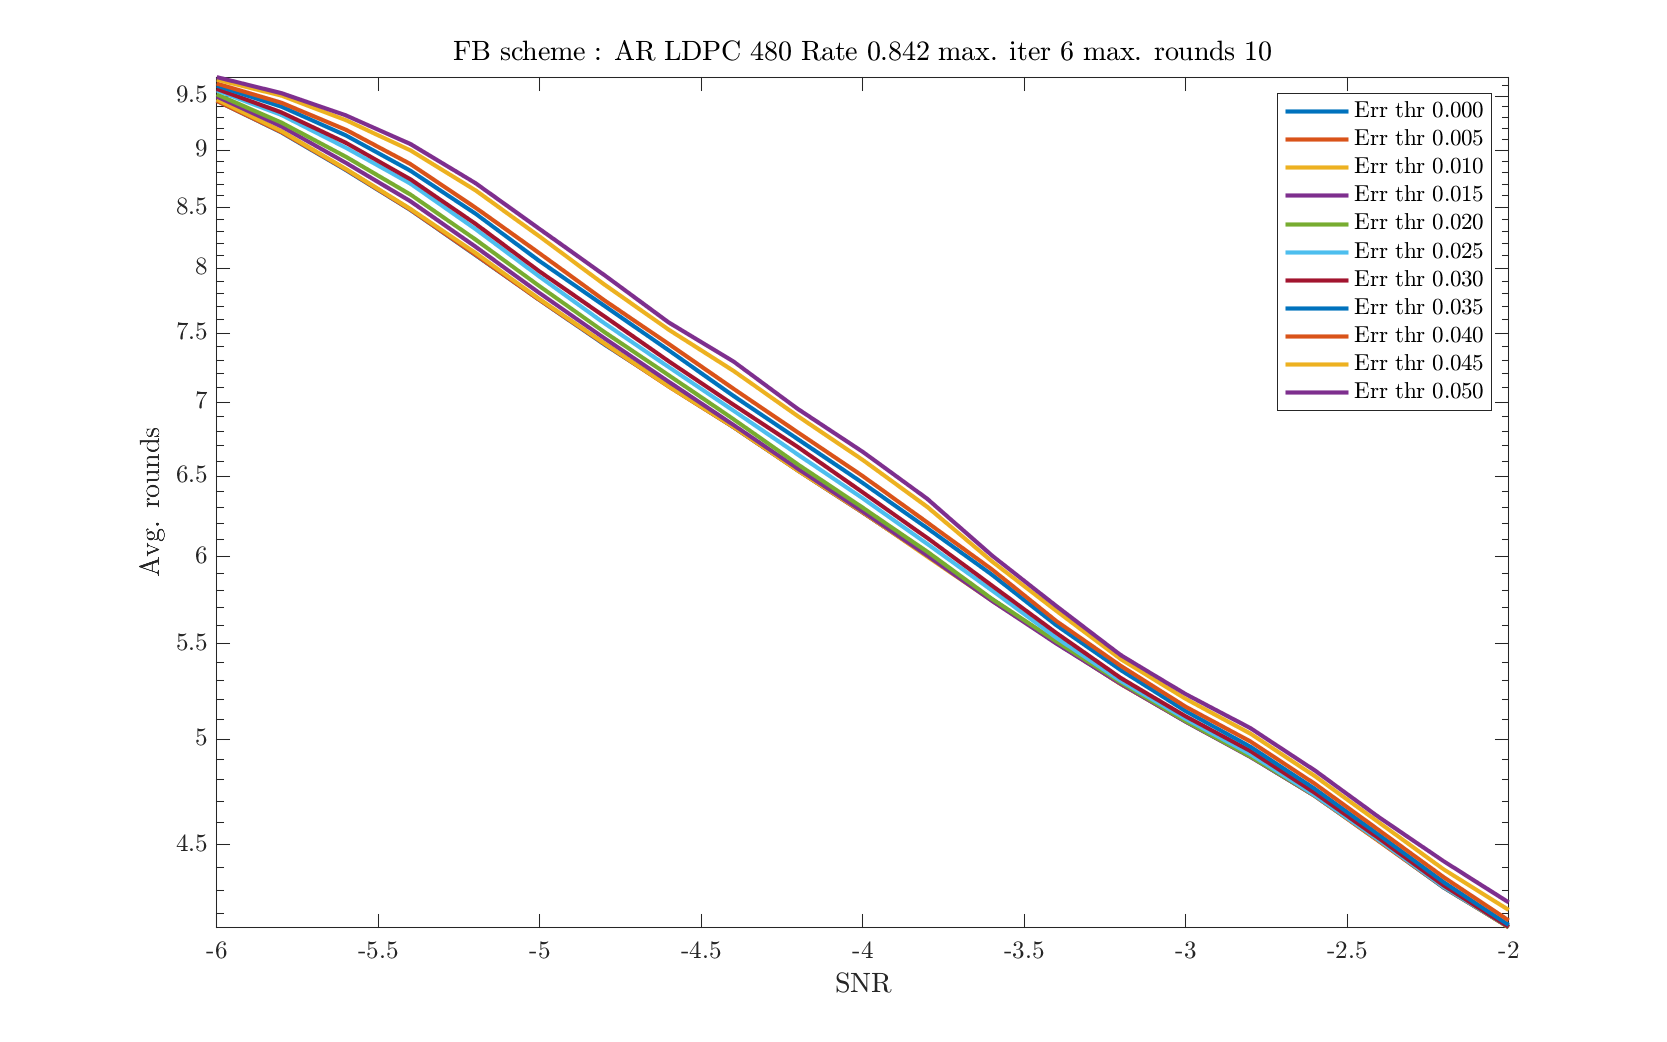 FB scheme : AR LDPC 480 Rate 0.842 max. iter 6 max. rounds 10
9.5
9
8.5
8
7.5
7
6.5
6
5.5
5
4.5
Avg. rounds
Err thr 0.000
Err thr 0.005
Err thr 0.010
Err thr 0.015
Err thr 0.020
Err thr 0.025
Err thr 0.030
Err thr 0.035
Err thr 0.040
Err thr 0.045
Err thr 0.050
-6 -5.5 -5 -4.5 -4 -3.5 -3 -2.5 -2
SNR